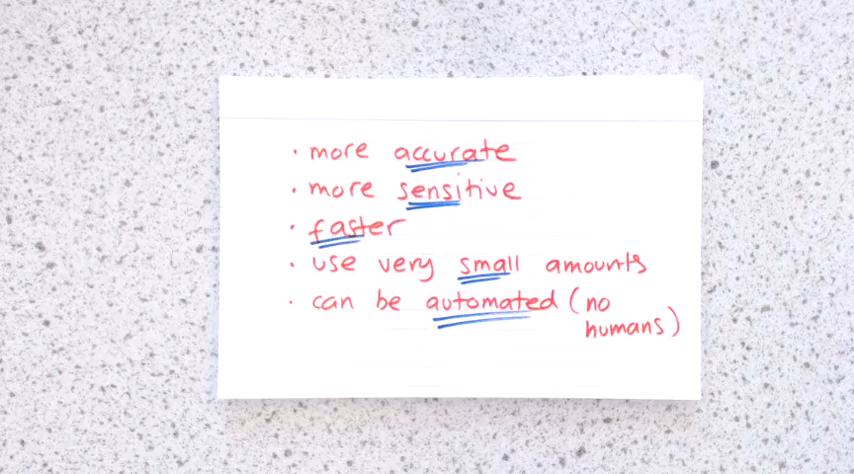 · more accurate
· more sensitive
· faster
· use very small amounts
· can be automated (no
humans)